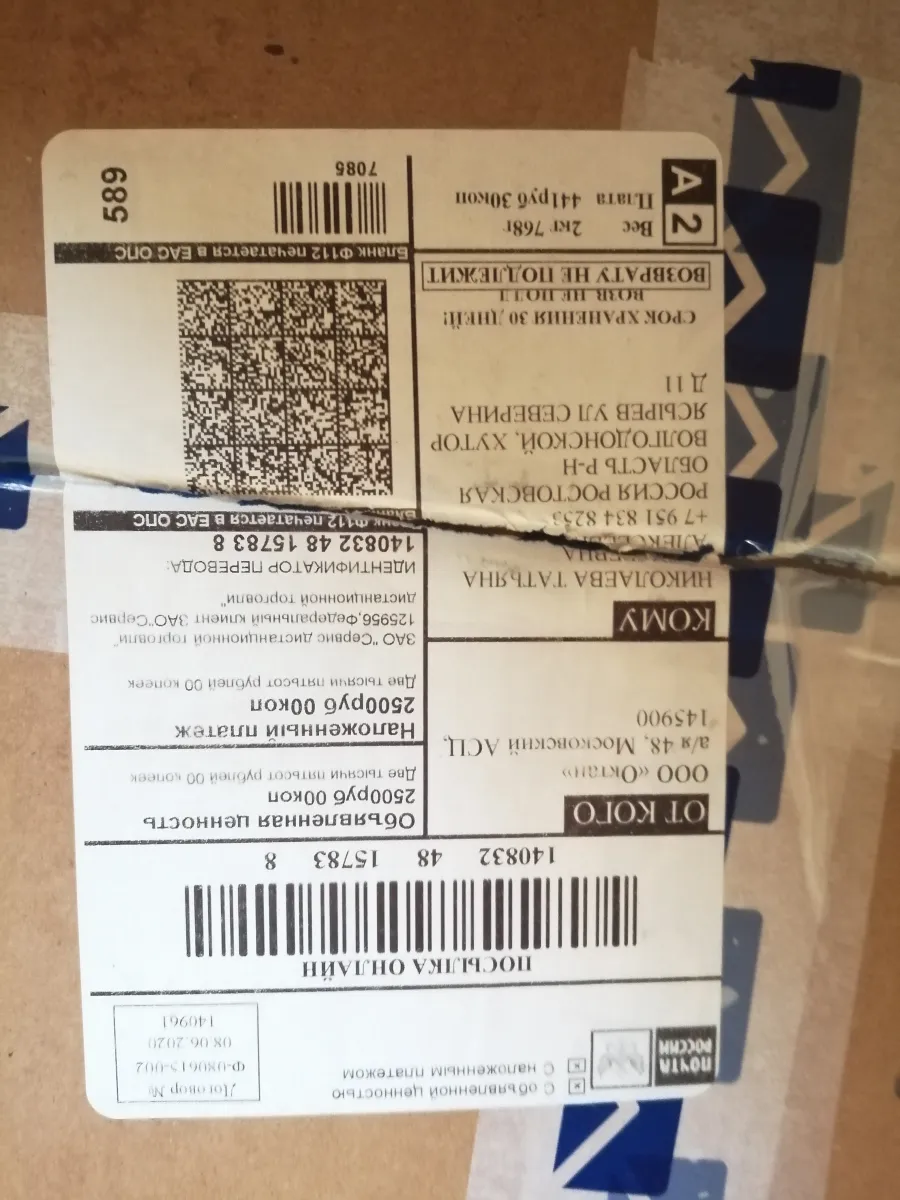 ПОЧТА РОССИИ
С объявленной ценностью
С наложенным платежом
Договор №
Ф-080615-002
08.06.2020
140961
ПОСЫЛКА ОНЛАЙН
140832 48 15783 8
ОТ КОГО
ООО «Октан»
а/я 48, Московский АСЦ,
145900
КОМУ
НИКОЛАЕВА ТАТЬЯНА
+7 951 834 8253
РОССИЯ РОСТОВСКАЯ
ОБЛАСТЬ Р-Н
ВОЛГОДОНСКОЙ, ХУТОР
ЯСЫРЕВ УЛ СЕВЕРИНА
Д 11
СРОК ХРАНЕНИЯ 30 ДНЕЙ!
ВОЗВРАТУ НЕ ПОДЛЕЖИТ
Вес 2кг 768г
Плата 441руб 30коп
A2
Объявленная ценность
2500руб 00коп
Две тысячи пятьсот рублей 00 копеек
Наложенный платеж
2500руб 00коп
Две тысячи пятьсот рублей 00 копеек
ЗАО"Сервис дистанционной торговли"
125956,Федеральный клиент ЗАО"Сервис
дистанционной торговли"
ИДЕНТИФИКАТОР ПЕРЕВОДА:
140832 48 15783 8
Бланк Ф112 печатается в ЕАС ОПС
Бланк Ф112 печатается в ЕАС ОПС
7085
589